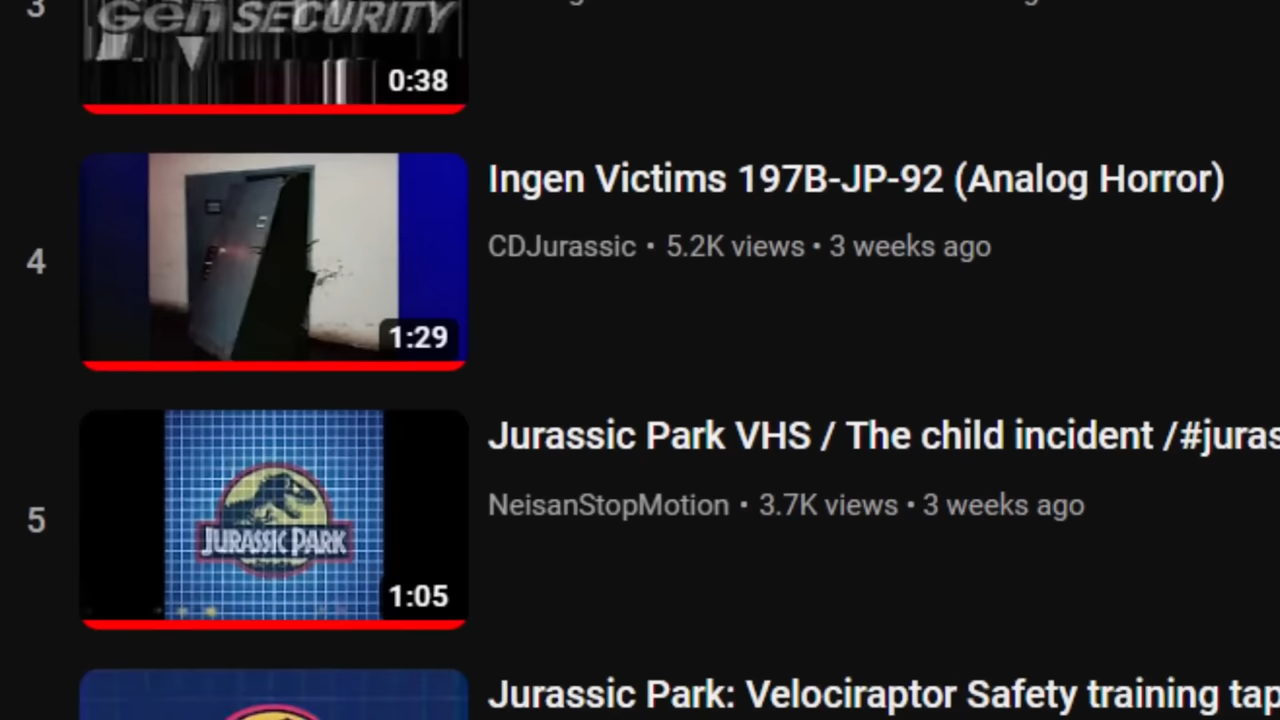 3
Gen SECURITY
0:38
4
Ingen Victims 197B-JP-92 (Analog Horror)
CDJurassic • 5.2K views • 3 weeks ago
1:29
5
Jurassic Park VHS / The child incident /#juras
NeisanStopMotion • 3.7K views • 3 weeks ago
JURASSIC PARK
1:05
Jurassic Park: Velociraptor Safety training tap